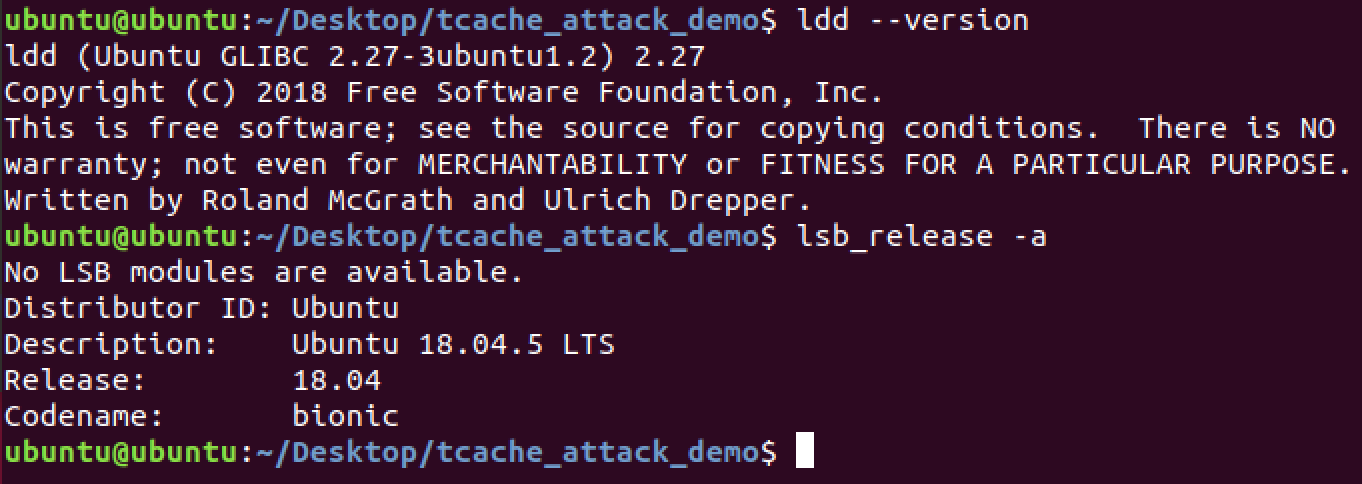 ubuntu@ubuntu:~/Desktop/tcache_attack_demo$ ldd --version
ldd (Ubuntu GLIBC 2.27-3ubuntu1.2) 2.27
Copyright (C) 2018 Free Software Foundation, Inc.
This is free software; see the source for copying conditions.  There is NO
warranty; not even for MERCHANTABILITY or FITNESS FOR A PARTICULAR PURPOSE.
Written by Roland McGrath and Ulrich Drepper.
ubuntu@ubuntu:~/Desktop/tcache_attack_demo$ lsb_release -a
No LSB modules are available.
Distributor ID: Ubuntu
Description:    Ubuntu 18.04.5 LTS
Release:        18.04
Codename:       bionic
ubuntu@ubuntu:~/Desktop/tcache_attack_demo$